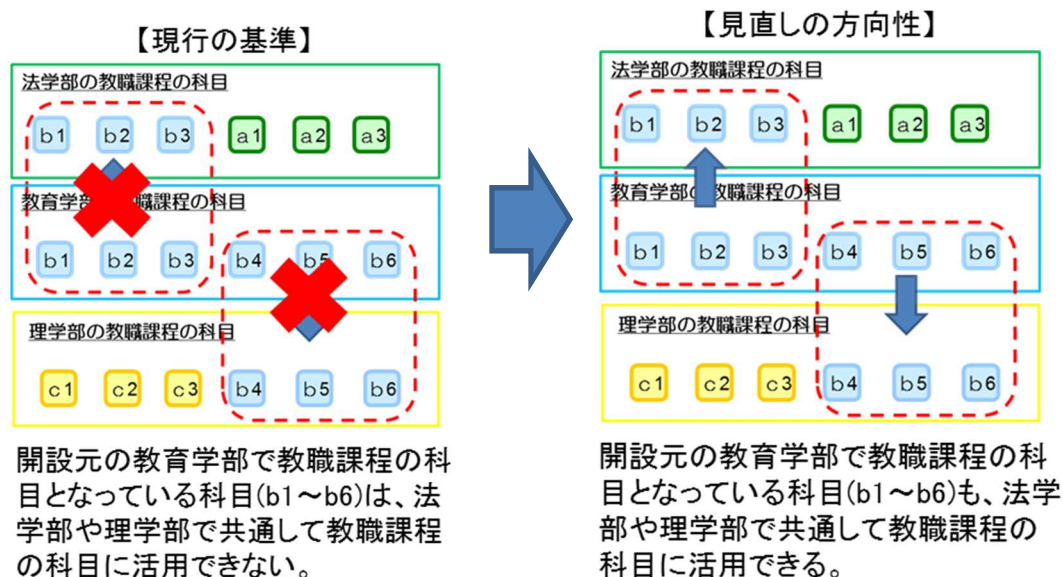 【現行の基準】
法学部の教職課程の科目
b1 b2 b3 a1 a2 a3
教育学 職課程の科目
b1 b2 b3 b4 b5 b6
理学部の教職課程の科目
c1 c2 c3 b4 b5 b6
開設元の教育学部で教職課程の科
目となっている科目(b1～b6)は、法
学部や理学部で共通して教職課程
の科目に活用できない。
【見直しの方向性】
法学部の教職課程の科目
b1 b2 b3 a1 a2 a3
教育学部の教職課程の科目
b1 b2 b3 b4 b5 b6
理学部の教職課程の科目
c1 c2 c3 b4 b5 b6
開設元の教育学部で教職課程の科
目となっている科目(b1～b6)も、法学
部や理学部で共通して教職課程の
科目に活用できる。